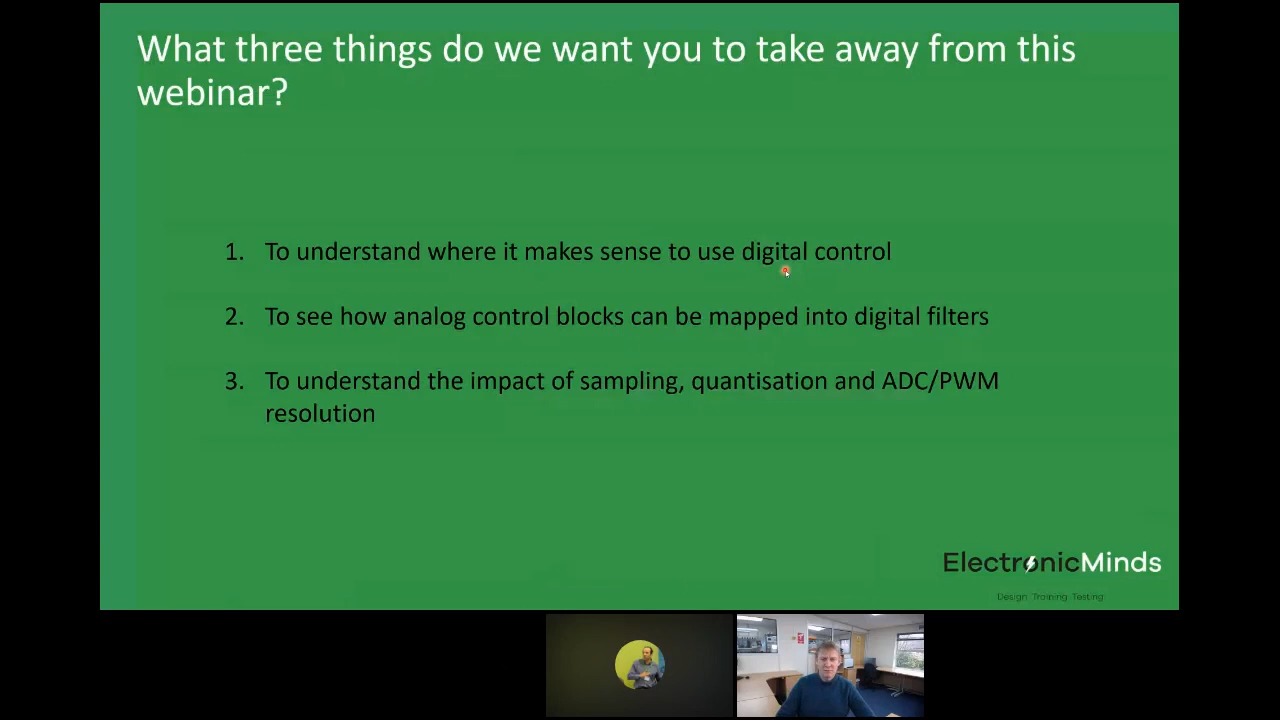 What three things do we want you to take away from this
webinar?
1. To understand where it makes sense to use digital control
2. To see how analog control blocks can be mapped into digital filters
3. To understand the impact of sampling, quantisation and ADC/PWM
resolution
ElectronicMinds
Design Training Testing